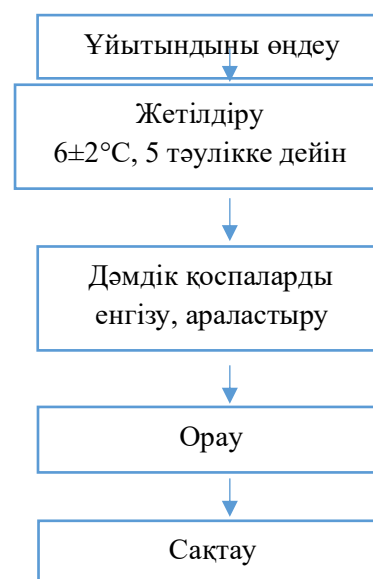 Ұйытындыны өңдеу
Жетілдіру
6±2°C, 5 тәулікке дейін
Дәмдік қоспаларды
енгізу, араластыру
Орау
Сақтау